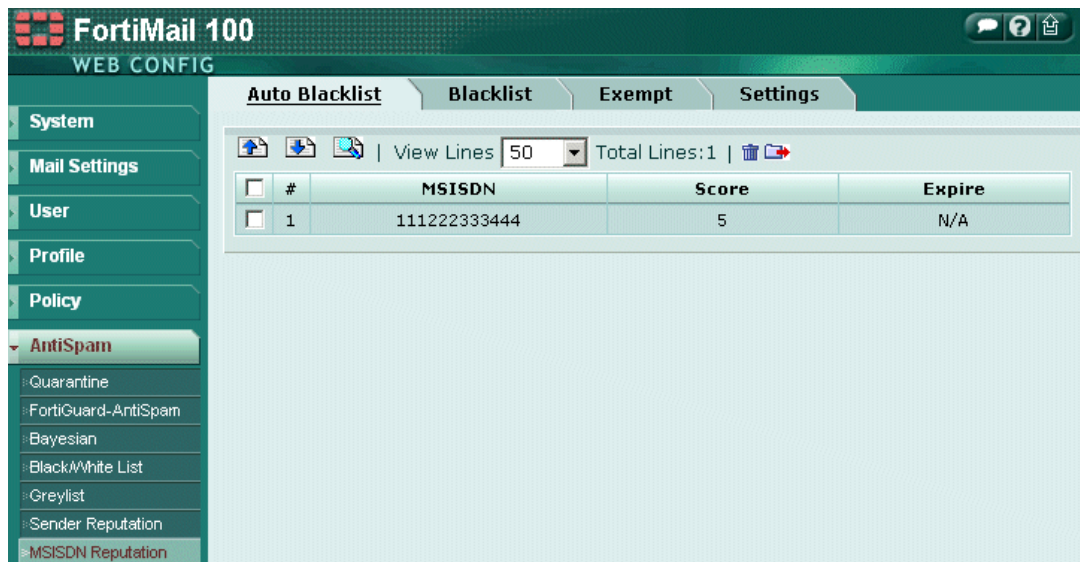 FortiMail 100
WEB CONFIG
Auto Blacklist Blacklist Exempt Settings
System
Mail Settings
User
Profile
Policy
AntiSpam
Quarantine
FortiGuard-AntiSpam
Bayesian
Black/White List
Greylist
Sender Reputation
MSISDN Reputation
| View Lines 50 Total Lines:1 |
# MSISDN Score Expire
1 111222333444 5 N/A